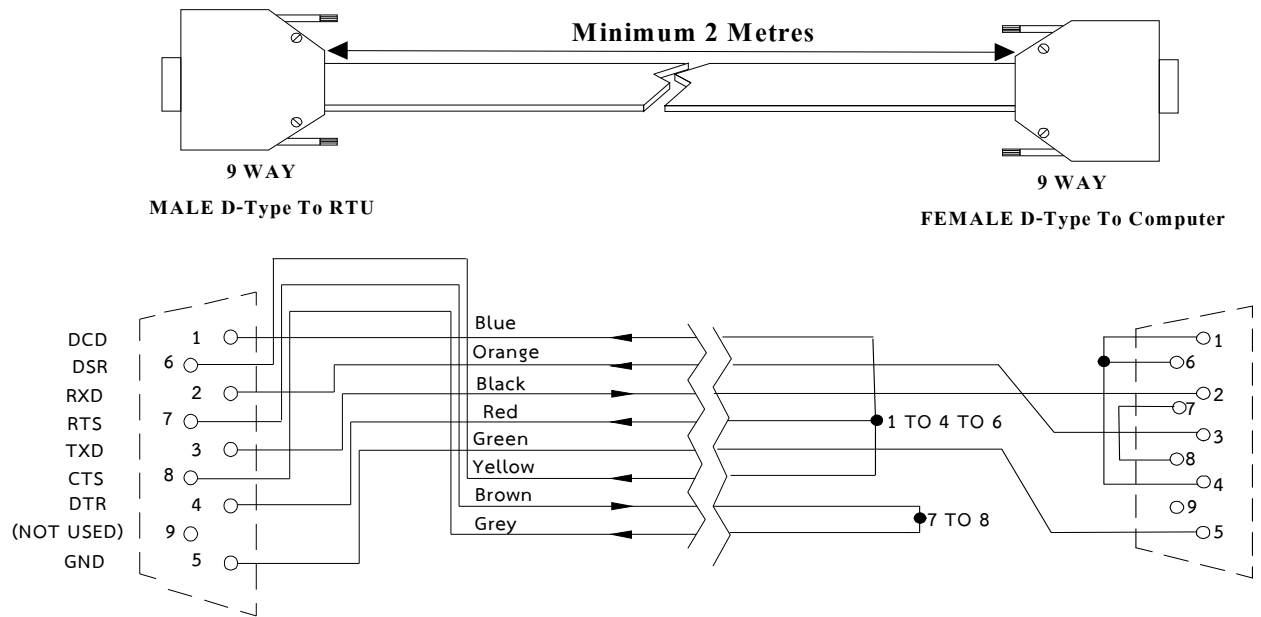 Minimum 2 Metres
9 WAY
MALE D-Type To RTU
9 WAY
FEMALE D-Type To Computer
DCD 1
DSR 6
RXD 2
RTS 7
TXD 3
CTS 8
DTR 4
(NOT USED) 9
GND 5
Blue
Orange
Black
Red
Green
Yellow
Brown
Grey
1 TO 4 TO 6
7 TO 8
1
6
2
7
3
8
4
9
5